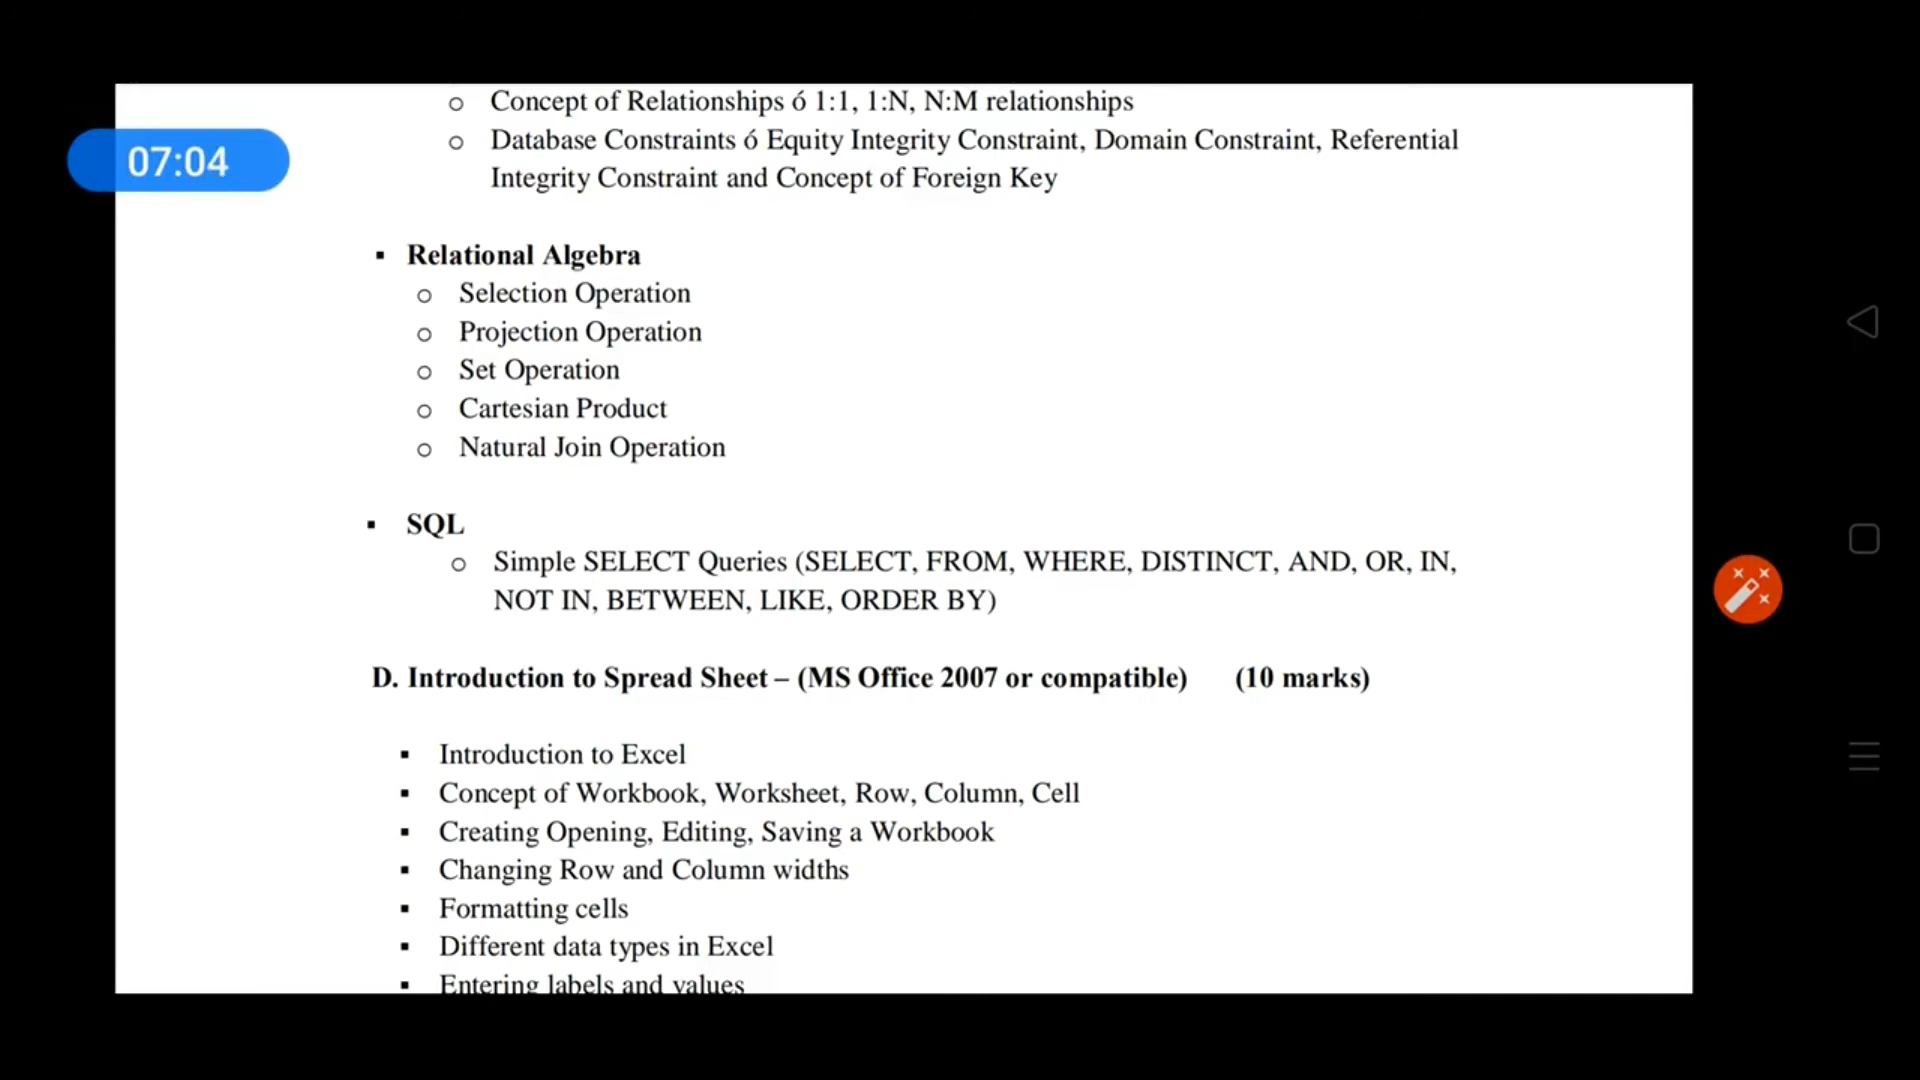 o Concept of Relationships ó 1:1, 1:N, N:M relationships
07:04
o Database Constraints ó Equity Integrity Constraint, Domain Constraint, Referential
Integrity Constraint and Concept of Foreign Key
▪ Relational Algebra
o Selection Operation
o Projection Operation
o Set Operation
o Cartesian Product
o Natural Join Operation
▪ SQL
o Simple SELECT Queries (SELECT, FROM, WHERE, DISTINCT, AND, OR, IN,
NOT IN, BETWEEN, LIKE, ORDER BY)
D. Introduction to Spread Sheet – (MS Office 2007 or compatible) (10 marks)
▪ Introduction to Excel
▪ Concept of Workbook, Worksheet, Row, Column, Cell
▪ Creating Opening, Editing, Saving a Workbook
▪ Changing Row and Column widths
▪ Formatting cells
▪ Different data types in Excel
▪ Entering labels and values